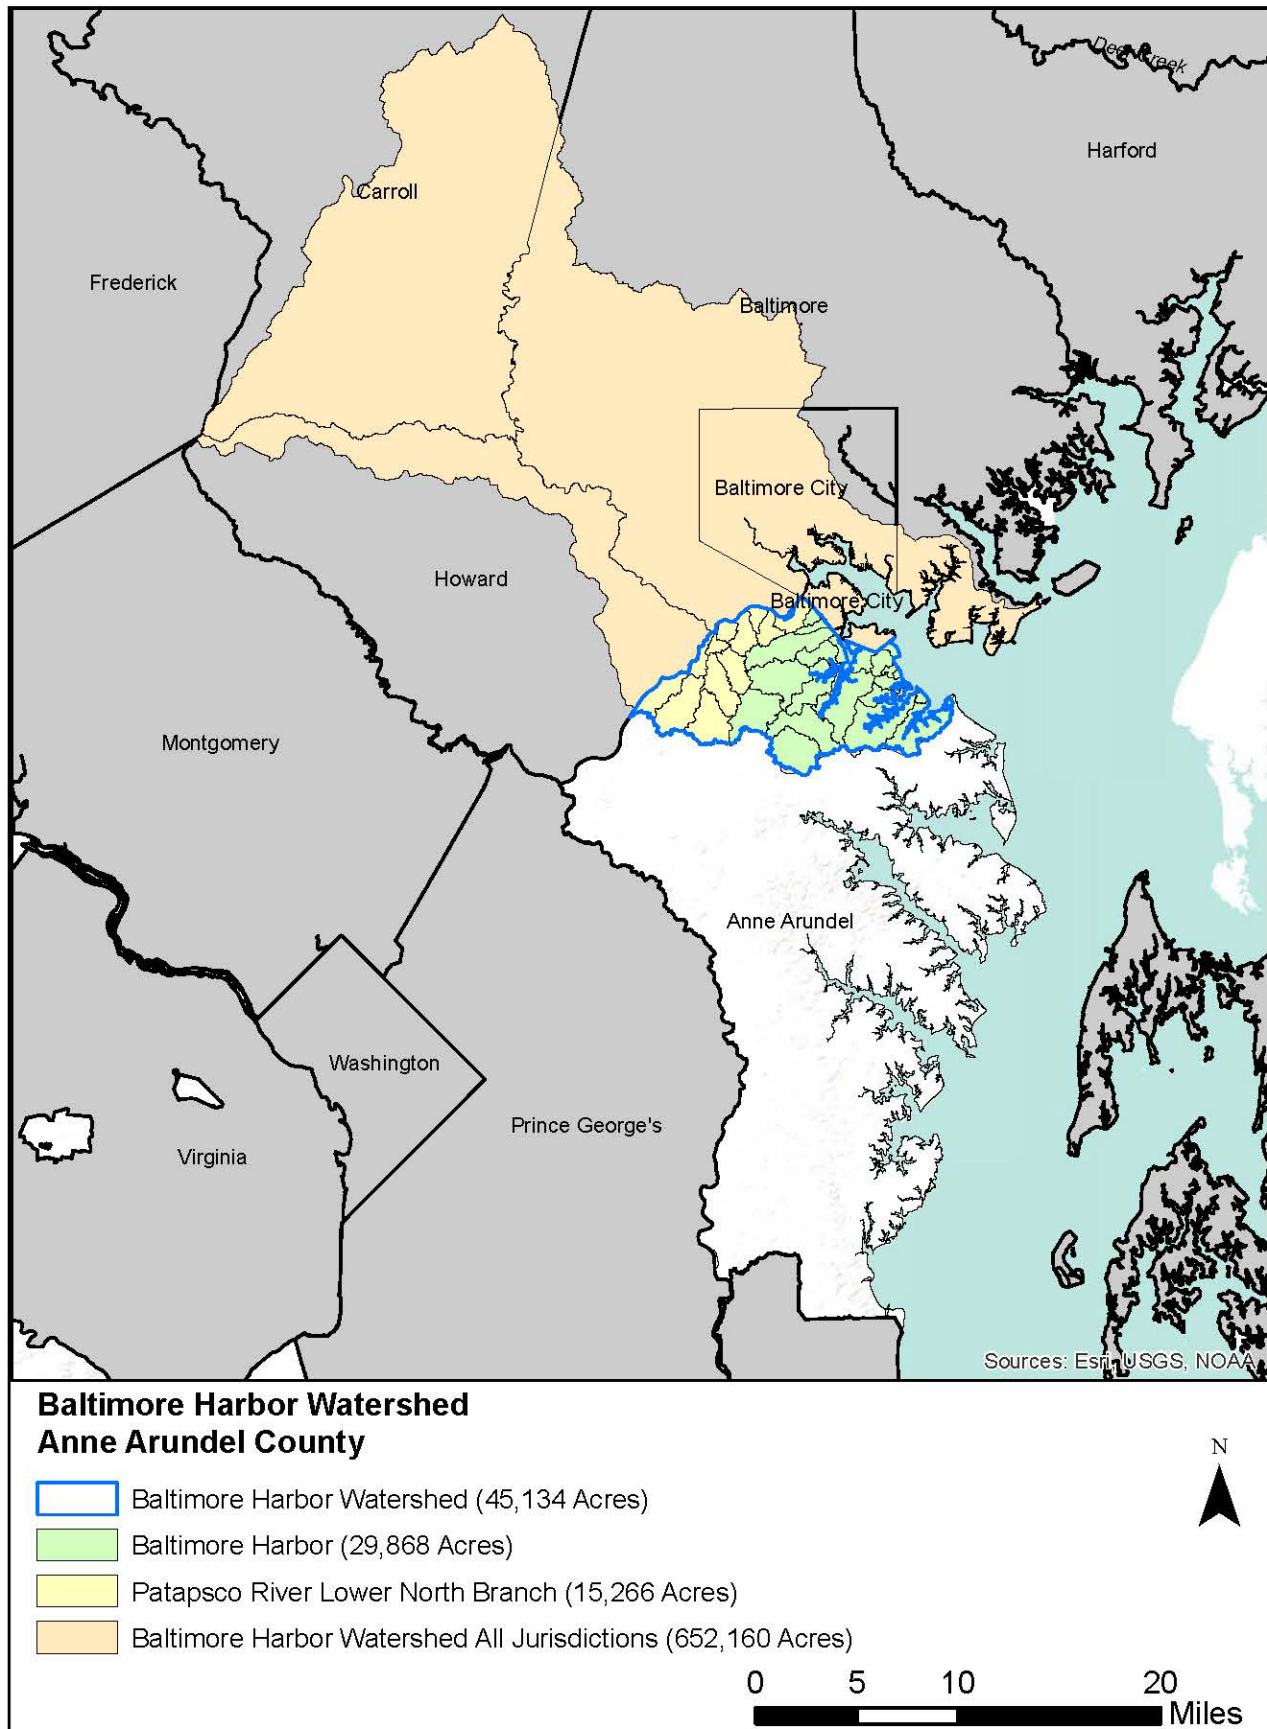 Deer Creek
Harford
Carroll
Frederick
Baltimore
Baltimore City
Howard
Baltimore City
Montgomery
Anne Arundel
Washington
Prince George's
Virginia
Sources: Esri, USGS, NOAA
Baltimore Harbor Watershed
Anne Arundel County
N
Baltimore Harbor Watershed (45,134 Acres)
Baltimore Harbor (29,868 Acres)
Patapsco River Lower North Branch (15,266 Acres)
Baltimore Harbor Watershed All Jurisdictions (652,160 Acres)
0 5 10 20
Miles